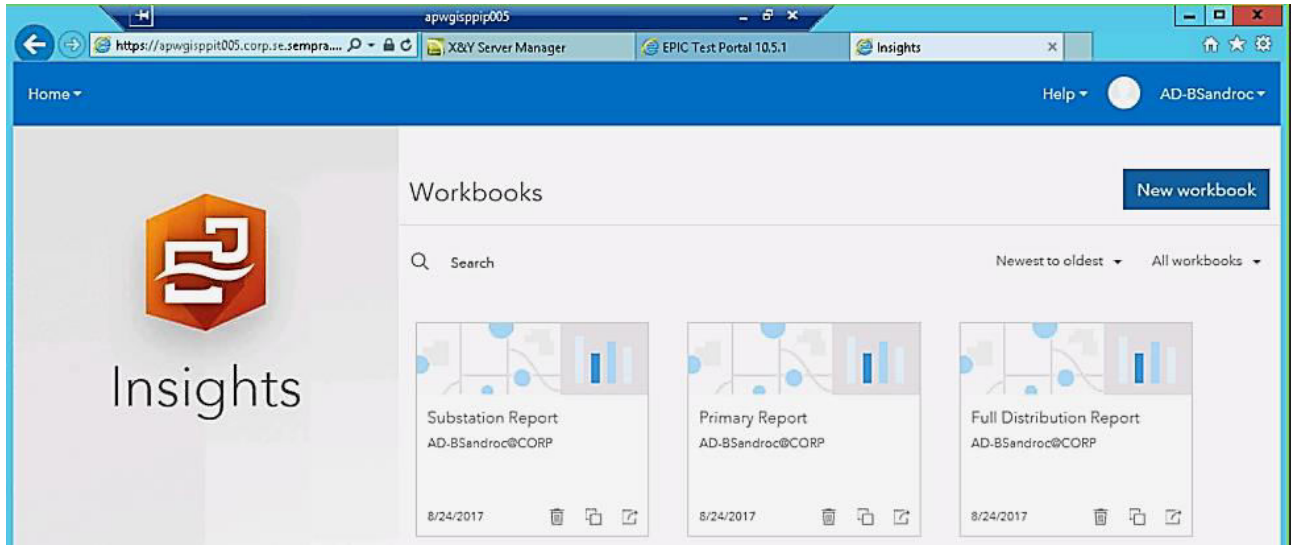 apwgisppip005
https://apwgisppit005.corp.se.sempra.... X&Y Server Manager EPIC Test Portal 10.5.1 Insights
Home Help AD-BSandroc
Workbooks New workbook
Search Newest to oldest All workbooks
Insights
Substation Report Primary Report Full Distribution Report
AD-BSandroc@CORP AD-BSandroc@CORP AD-BSandroc@CORP
8/24/2017 8/24/2017 8/24/2017